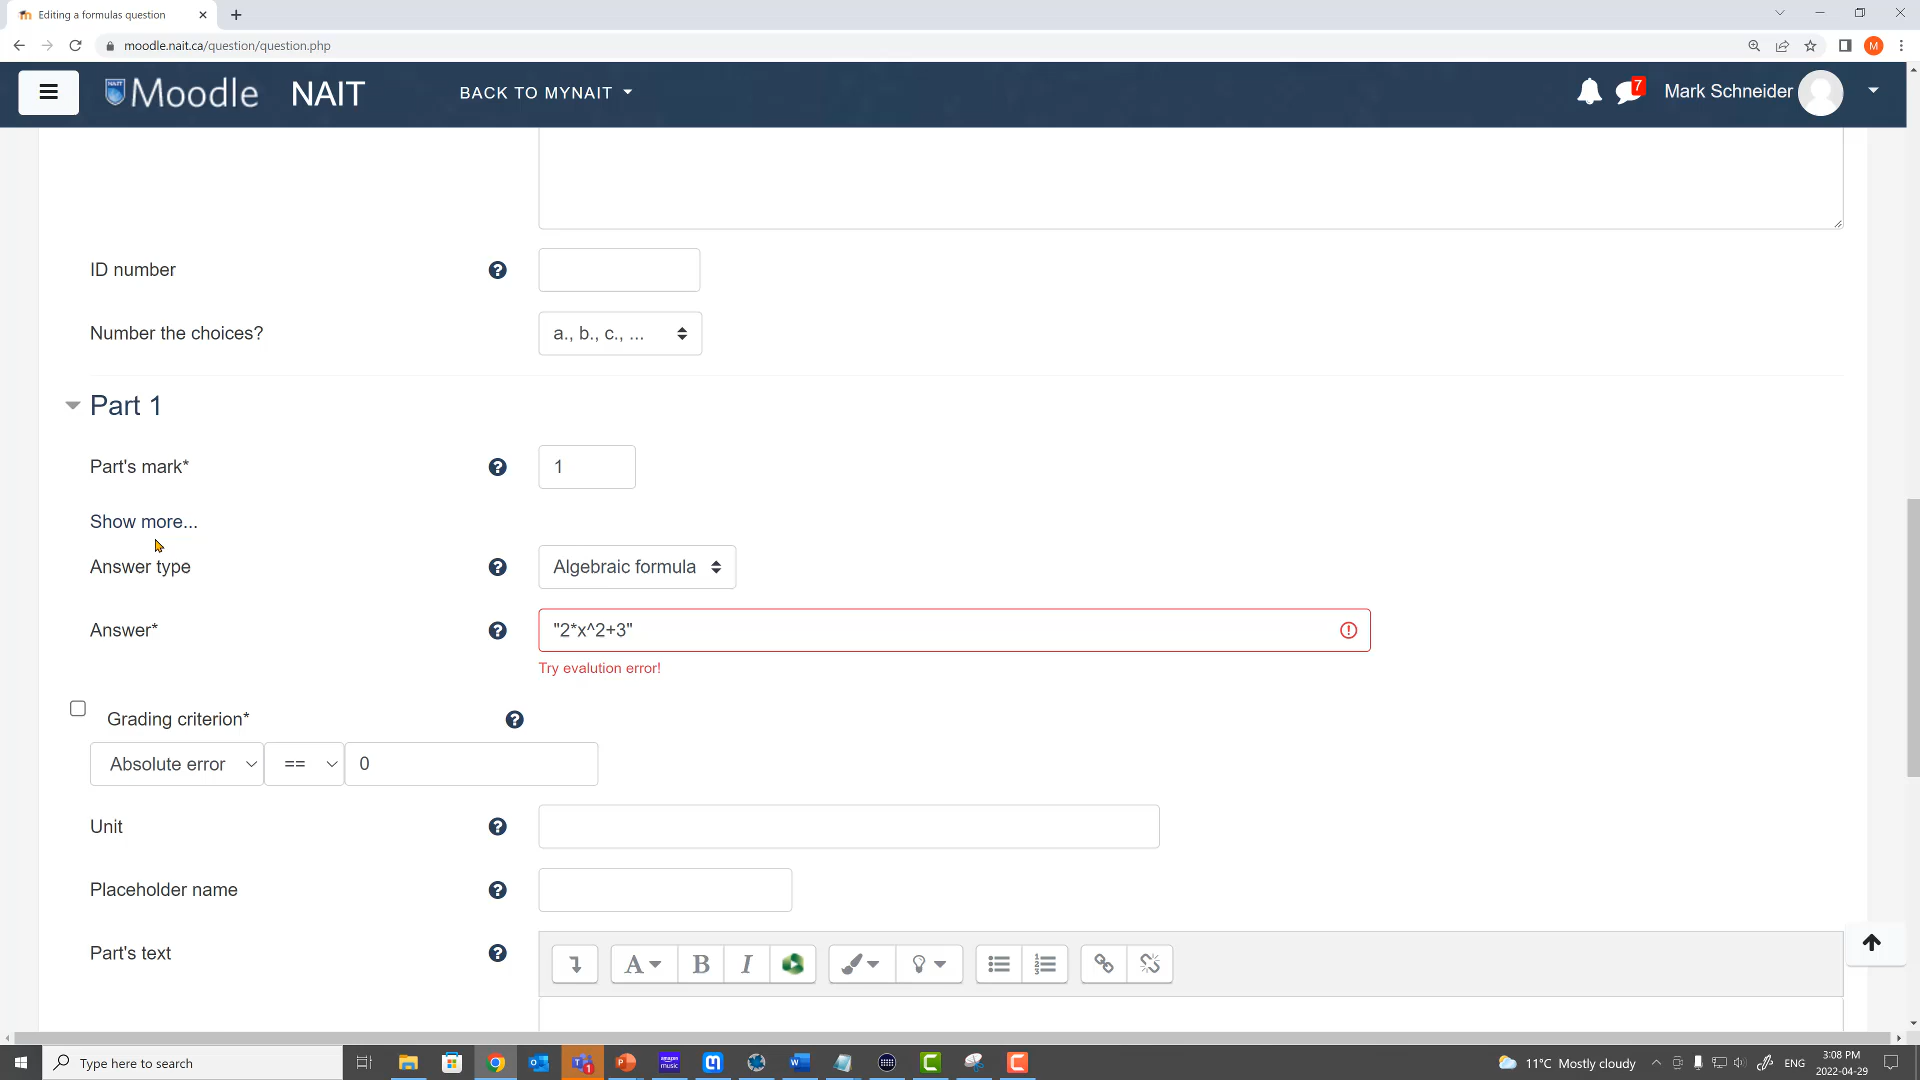 Editing a formulas question
moodle.nait.ca/question/question.php
M
NAIT Moodle NAIT BACK TO MYNAIT 7 Mark Schneider
ID number
Number the choices? a., b., c., ...
Part 1
Part's mark* 1
Show more...
Answer type Algebraic formula
Answer* "2*x^2+3"
Try evalution error!
Grading criterion*
Absolute error == 0
Unit
Placeholder name
Part's text
Type here to search
11°C Mostly cloudy ENG 3:08 PM
2022-04-29